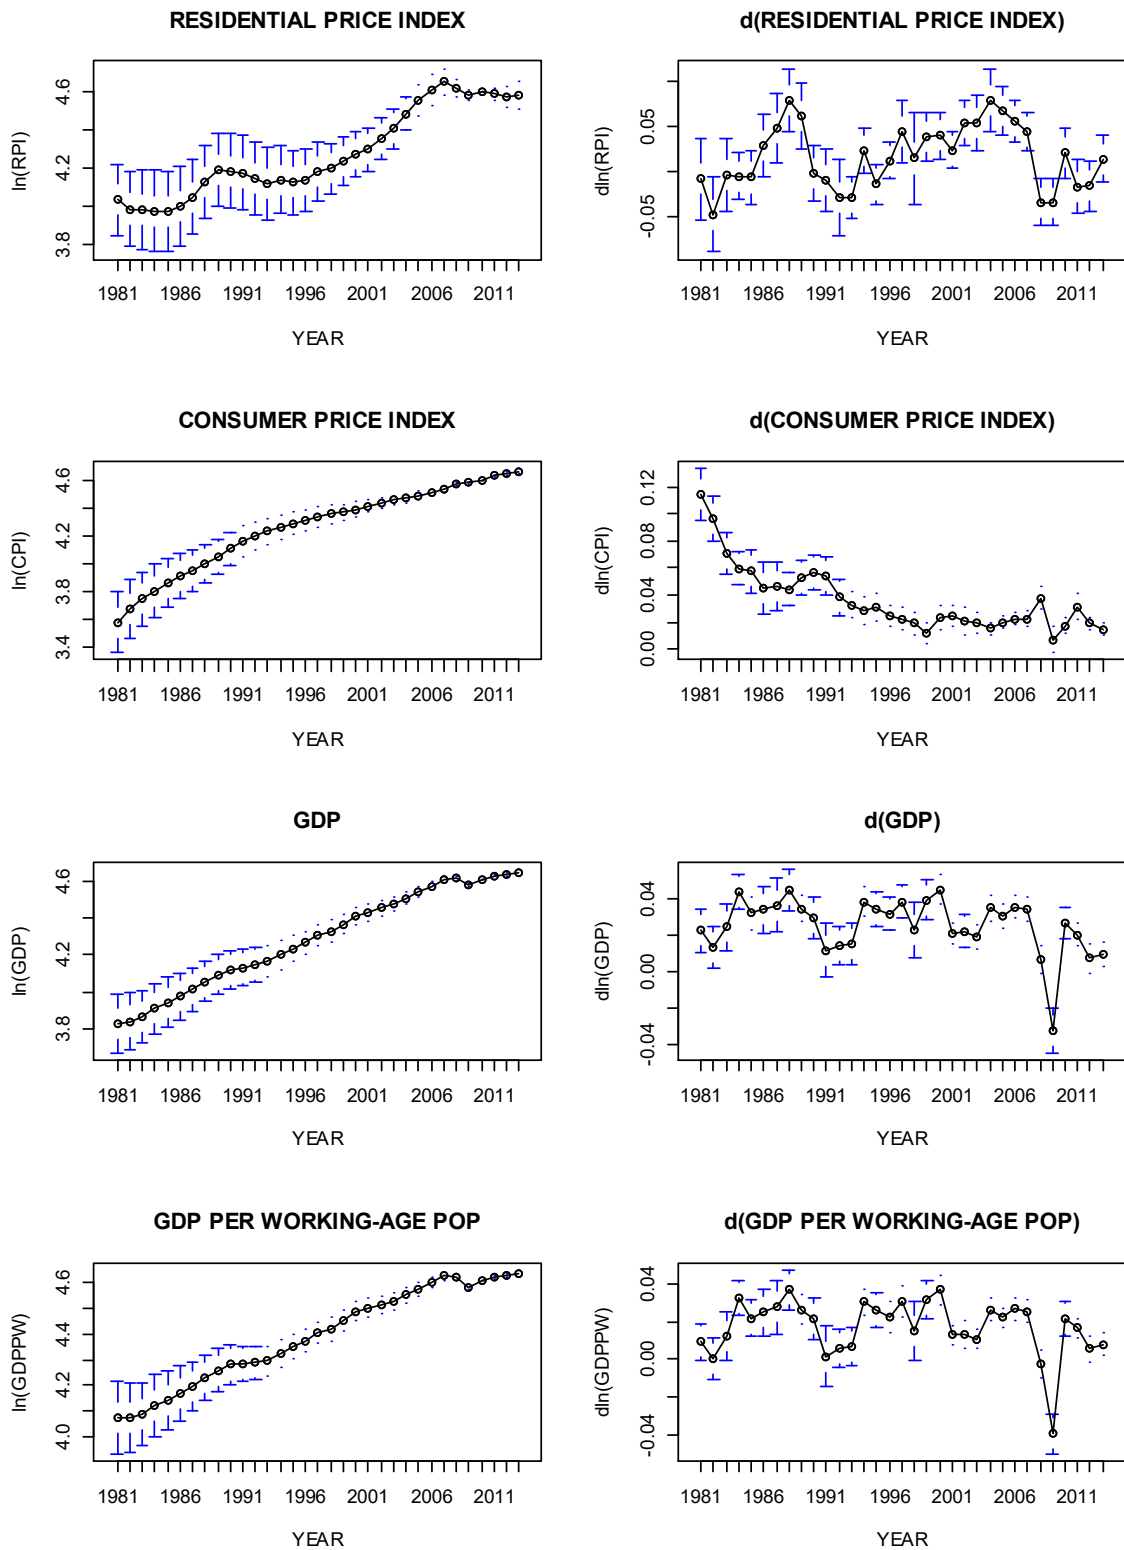 RESIDENTIAL PRICE INDEX
ln(RPI)
4.6
4.2
3.8
1981 1986 1991 1996 2001 2006 2011
YEAR
d(RESIDENTIAL PRICE INDEX)
dln(RPI)
0.05
-0.05
1981 1986 1991 1996 2001 2006 2011
YEAR
CONSUMER PRICE INDEX
ln(CPI)
4.6
4.2
3.8
3.4
1981 1986 1991 1996 2001 2006 2011
YEAR
d(CONSUMER PRICE INDEX)
dln(CPI)
0.12
0.08
0.04
0.00
1981 1986 1991 1996 2001 2006 2011
YEAR
GDP
ln(GDP)
4.6
4.2
3.8
1981 1986 1991 1996 2001 2006 2011
YEAR
d(GDP)
dln(GDP)
0.04
0.00
-0.04
1981 1986 1991 1996 2001 2006 2011
YEAR
GDP PER WORKING-AGE POP
ln(GDPPW)
4.6
4.4
4.2
4.0
1981 1986 1991 1996 2001 2006 2011
YEAR
d(GDP PER WORKING-AGE POP)
dln(GDPPW)
0.04
0.00
-0.04
1981 1986 1991 1996 2001 2006 2011
YEAR